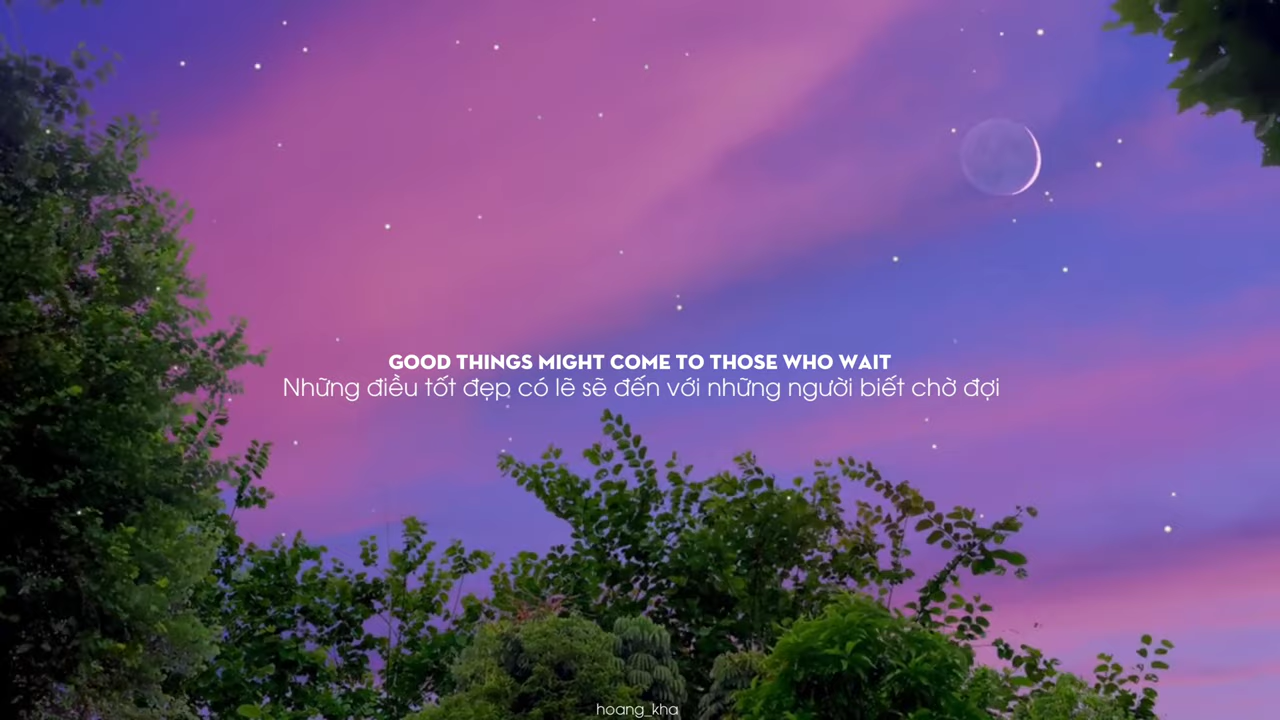 GOOD THINGS MIGHT COME TO THOSE WHO WAIT
Những điều tốt đẹp có lẽ sẽ đến với những người biết chờ đợi
hoang_kha